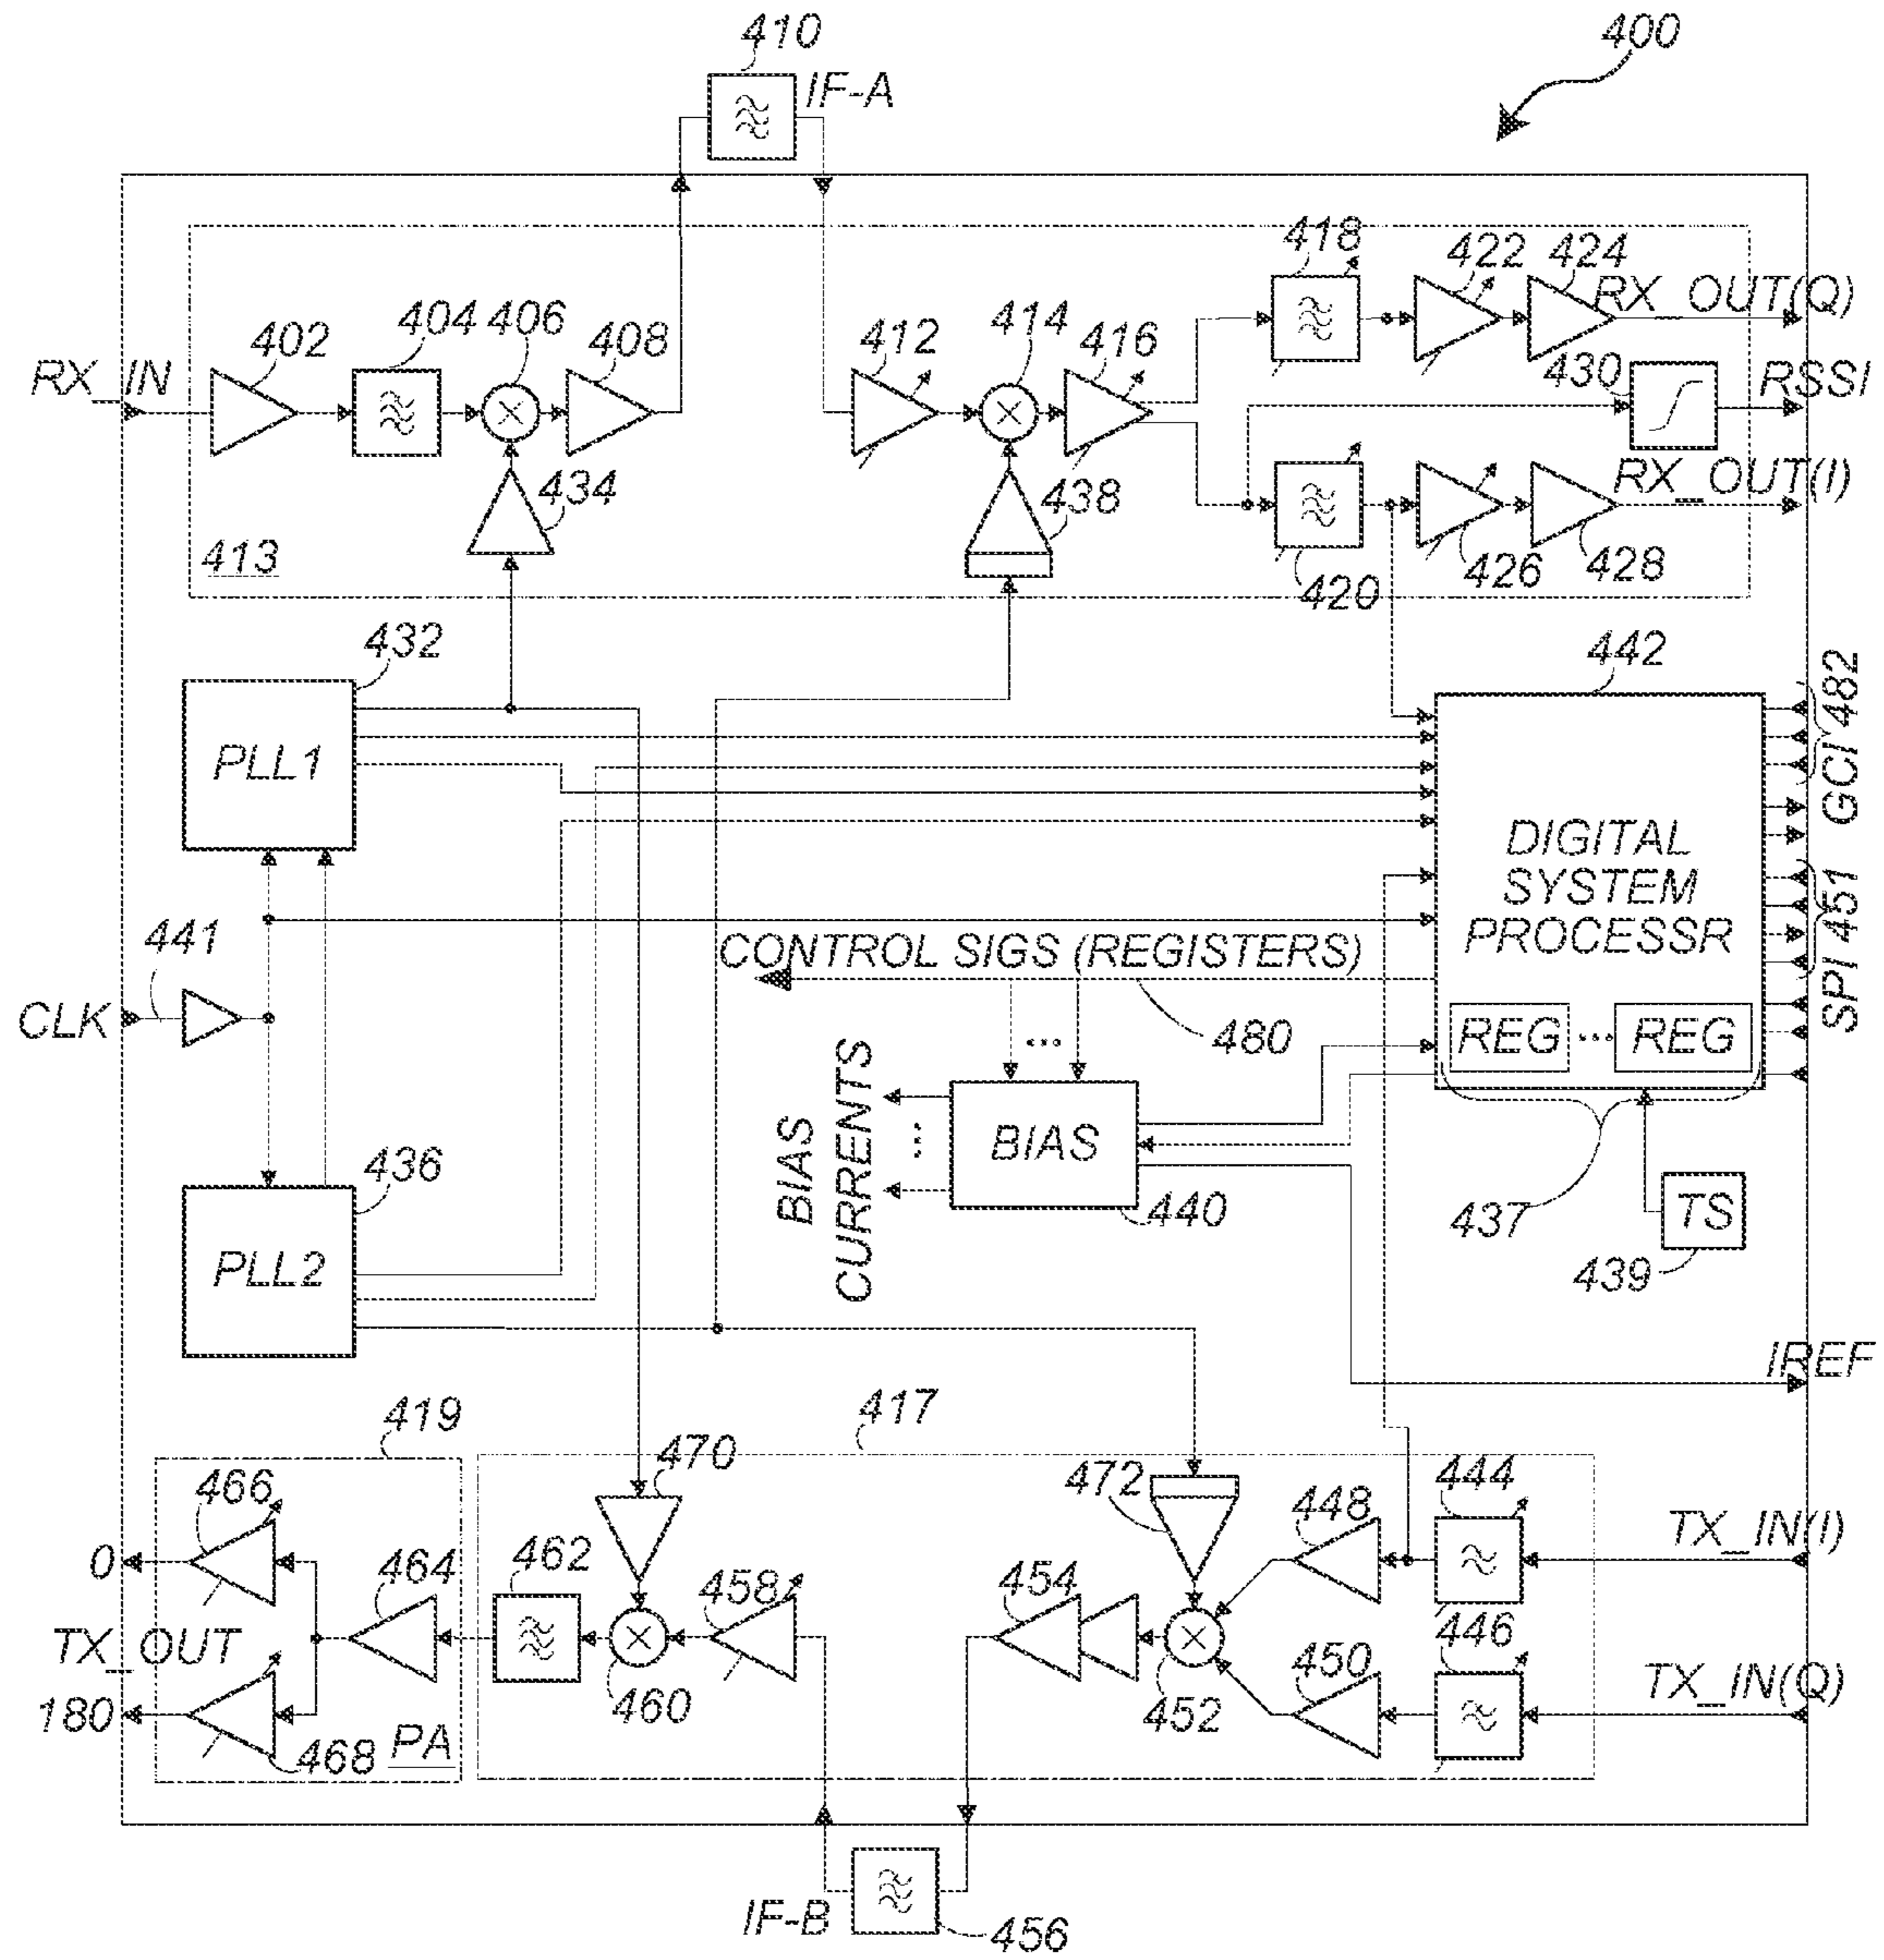 410
IF-A
400
418
422
424
RX_OUT(Q)
402
404
406
408
412
414
416
430
RSSI
RX_IN
434
438
RX_OUT(I)
413
420
426
428
432
442
GCI 482
PLL1
DIGITAL
SYSTEM
PROCESSR
SPI 451
441
CONTROL SIGS (REGISTERS)
CLK
480
...
REG ... REG
BIAS
CURRENTS
...
BIAS
440
436
437
TS
439
PLL2
IREF
419
417
466
470
472
448
444
TX_IN(I)
0
462
464
458
454
446
TX_OUT
460
452
450
TX_IN(Q)
180
468
PA
IF-B
456